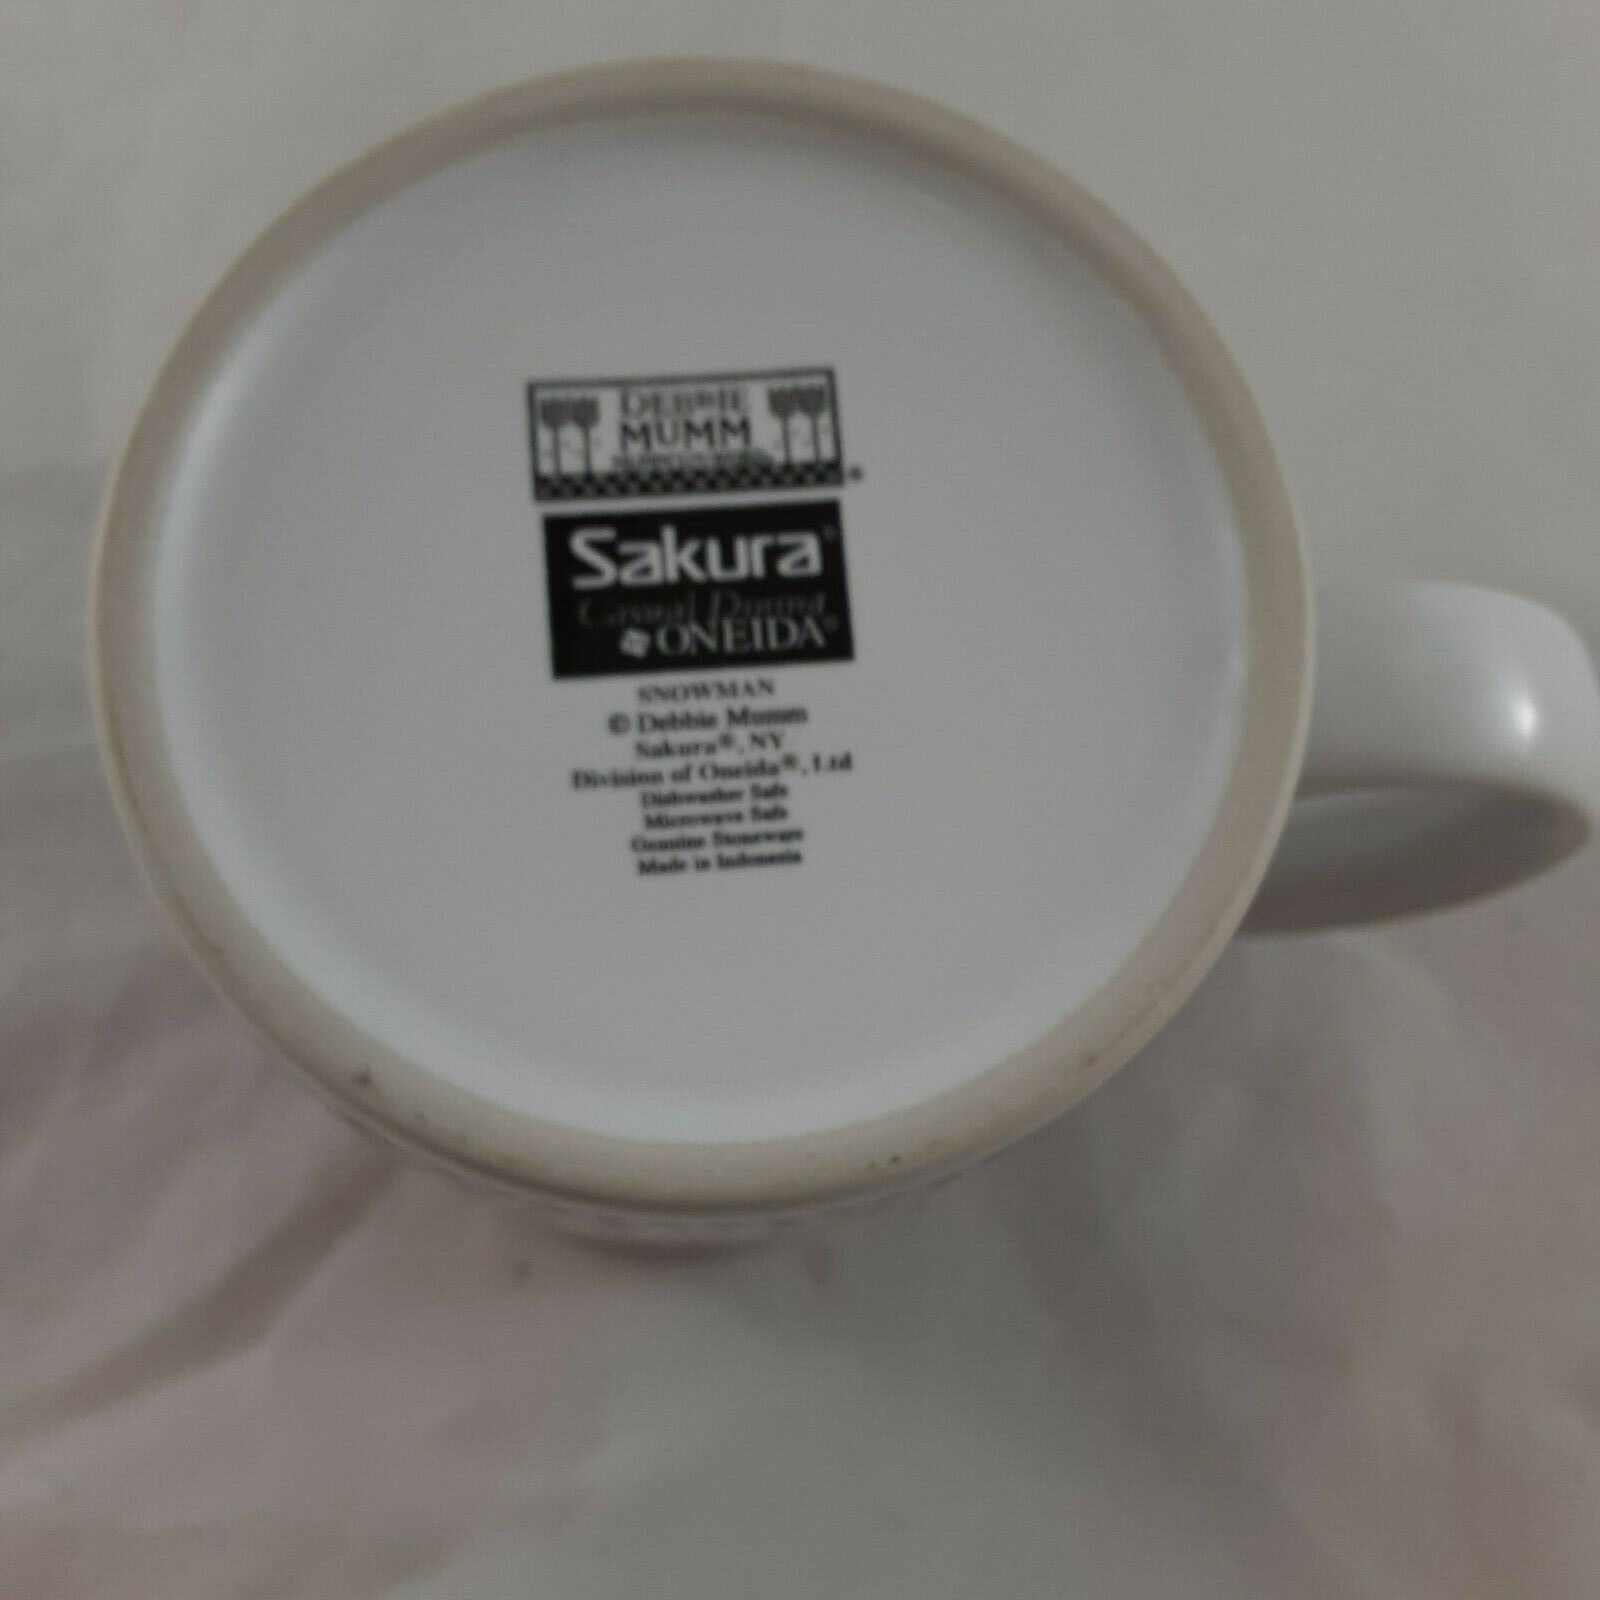 DEBBIE
MUMM
Sakura®
Casual Dining
ONEIDA®
SNOWMAN
© Debbie Mumm
Sakura®, NY
Division of Oneida®, Ltd
Dishwasher Safe
Microwave Safe
Genuine Stoneware
Made in Indonesia